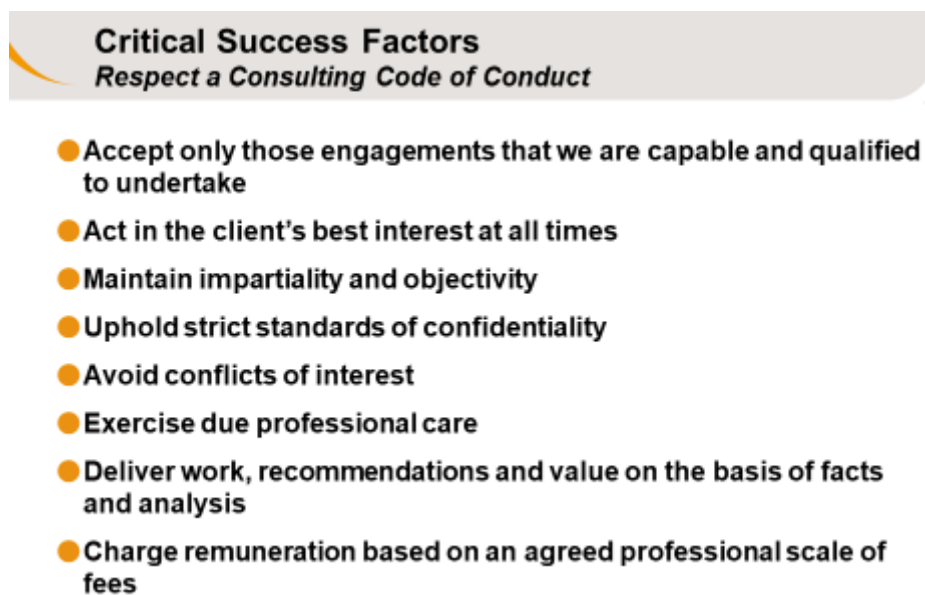 Critical Success Factors
Respect a Consulting Code of Conduct
Accept only those engagements that we are capable and qualified
to undertake
Act in the client's best interest at all times
Maintain impartiality and objectivity
Uphold strict standards of confidentiality
Avoid conflicts of interest
Exercise due professional care
Deliver work, recommendations and value on the basis of facts
and analysis
Charge remuneration based on an agreed professional scale of
fees